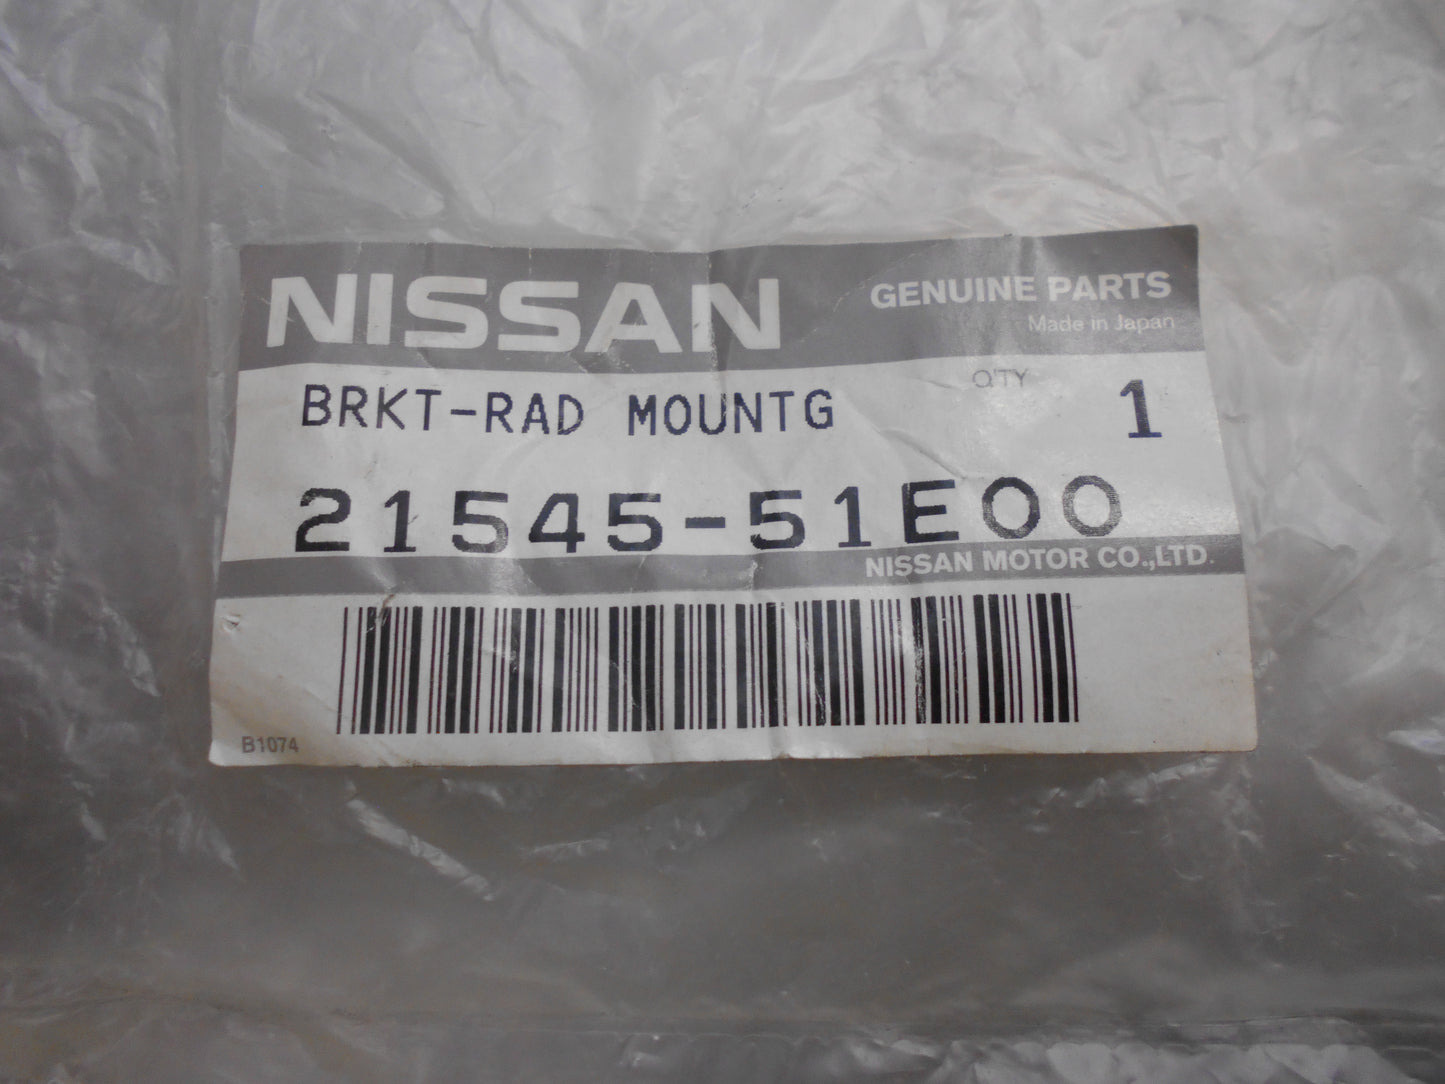 NISSAN
GENUINE PARTS
Made in Japan
BRKT-RAD MOUNTG
Q'TY
1
21545-51E00
NISSAN MOTOR CO.,LTD.
B1074